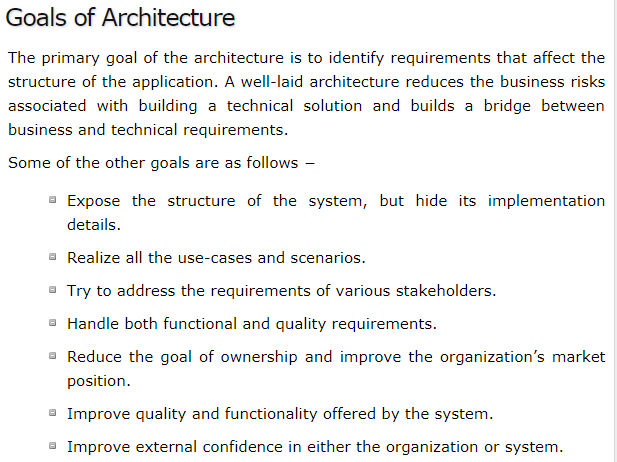 Goals of Architecture
The primary goal of the architecture is to identify requirements that affect the
structure of the application. A well-laid architecture reduces the business risks
associated with building a technical solution and builds a bridge between
business and technical requirements.
Some of the other goals are as follows −
Expose the structure of the system, but hide its implementation
details.
Realize all the use-cases and scenarios.
Try to address the requirements of various stakeholders.
Handle both functional and quality requirements.
Reduce the goal of ownership and improve the organization’s market
position.
Improve quality and functionality offered by the system.
Improve external confidence in either the organization or system.